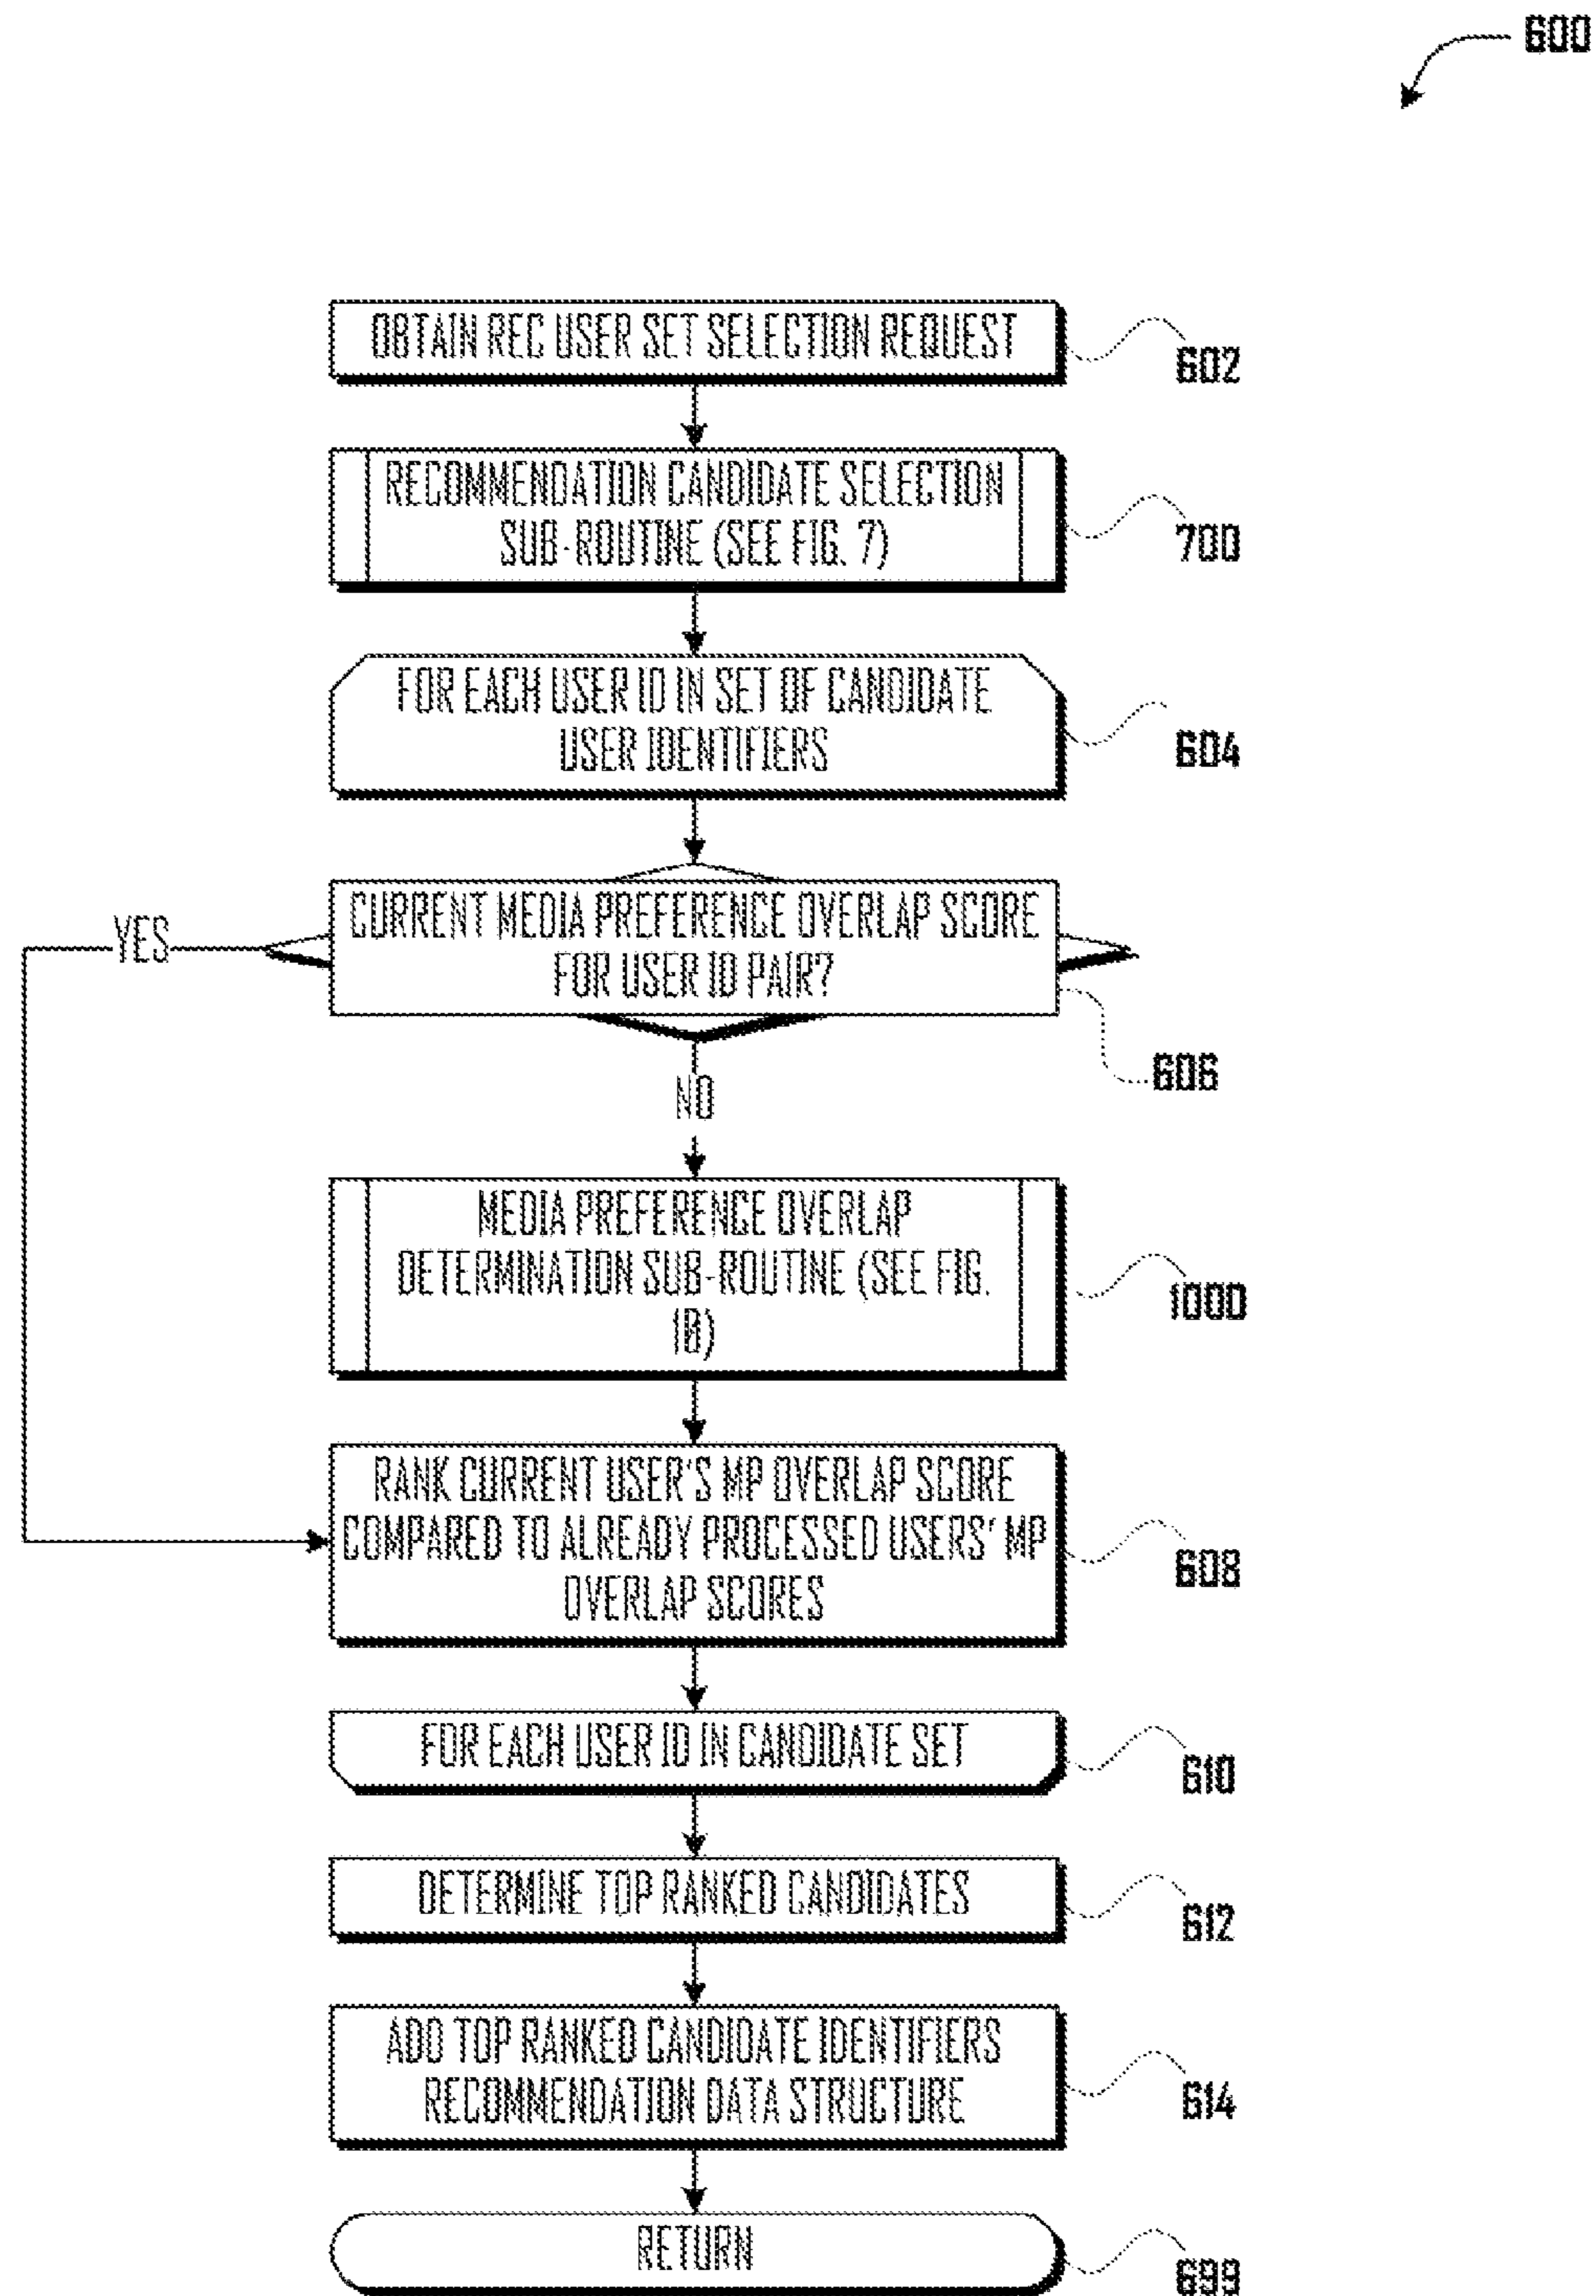 600
OBTAIN REC USER SET SELECTION REQUEST
602
RECOMMENDATION CANDIDATE SELECTION
SUB-ROUTINE (SEE FIG. 7)
700
FOR EACH USER ID IN SET OF CANDIDATE
USER IDENTIFIERS
604
CURRENT MEDIA PREFERENCE OVERLAP SCORE
FOR USER ID PAIR?
YES
606
NO
MEDIA PREFERENCE OVERLAP
DETERMINATION SUB-ROUTINE (SEE FIG.
10)
1000
RANK CURRENT USER'S MP OVERLAP SCORE
COMPARED TO ALREADY PROCESSED USERS' MP
OVERLAP SCORES
608
FOR EACH USER ID IN CANDIDATE SET
610
DETERMINE TOP RANKED CANDIDATES
612
ADD TOP RANKED CANDIDATE IDENTIFIERS
RECOMMENDATION DATA STRUCTURE
614
RETURN
699